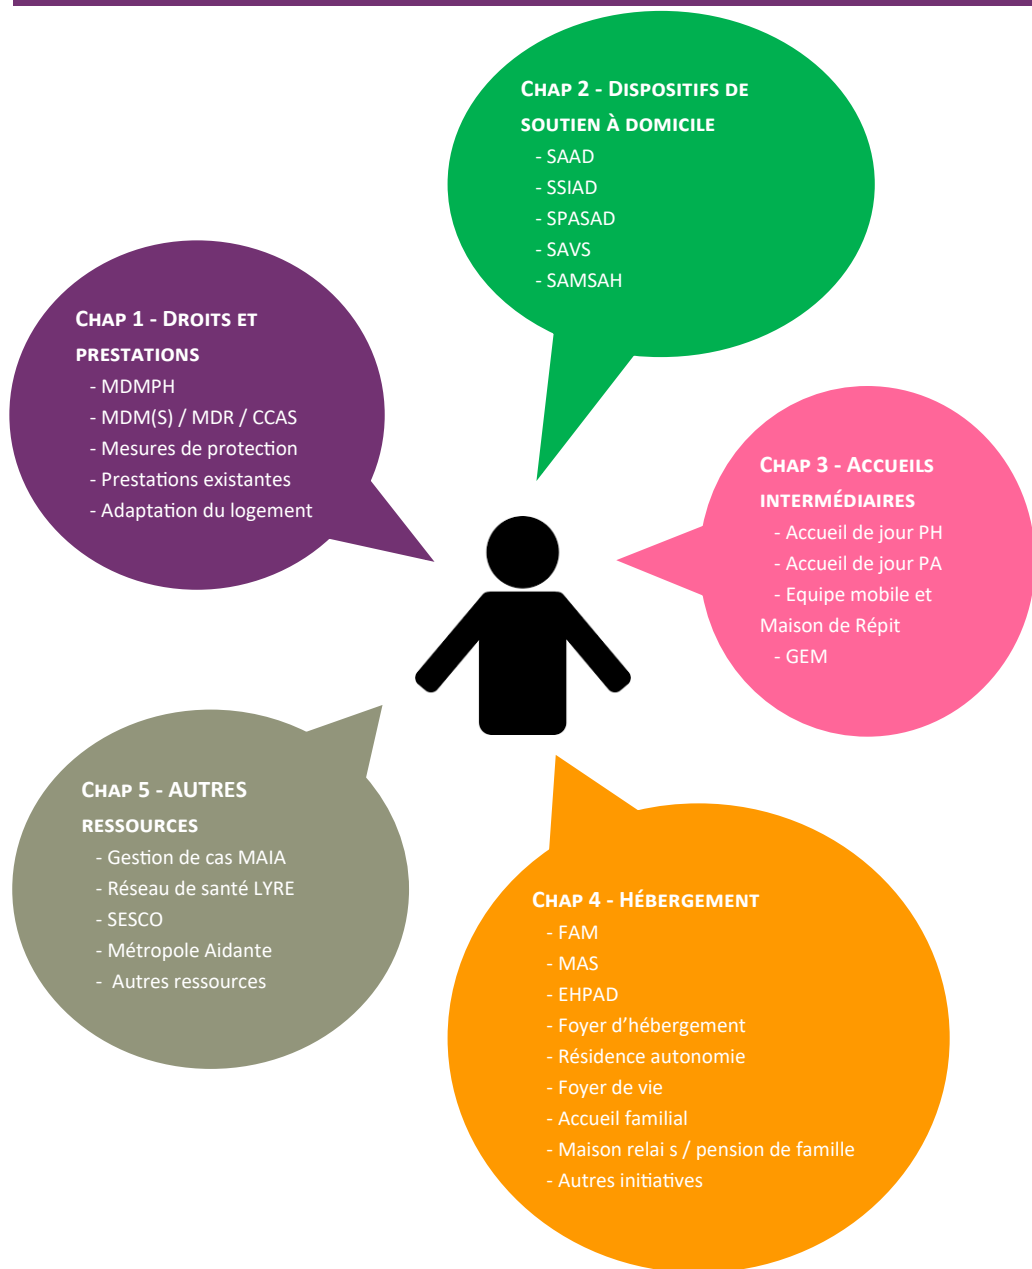 CHAP 1 - DROITS ET
PRESTATIONS
- MDMPH
- MDM(S) / MDR / CCAS
- Mesures de protection
- Prestations existantes
- Adaptation du logement
CHAP 2 - DISPOSITIFS DE
SOUTIEN À DOMICILE
- SAAD
- SSIAD
- SPASAD
- SAVS
- SAMSAH
CHAP 3 - ACCUEILS
INTERMÉDIAIRES
- Accueil de jour PH
- Accueil de jour PA
- Equipe mobile et
Maison de Répit
- GEM
CHAP 4 - HÉBERGEMENT
- FAM
- MAS
- EHPAD
- Foyer d’hébergement
- Résidence autonomie
- Foyer de vie
- Accueil familial
- Maison relai s / pension de famille
- Autres initiatives
CHAP 5 - AUTRES
RESSOURCES
- Gestion de cas MAIA
- Réseau de santé LYRE
- SESCO
- Métropole Aidante
- Autres ressources